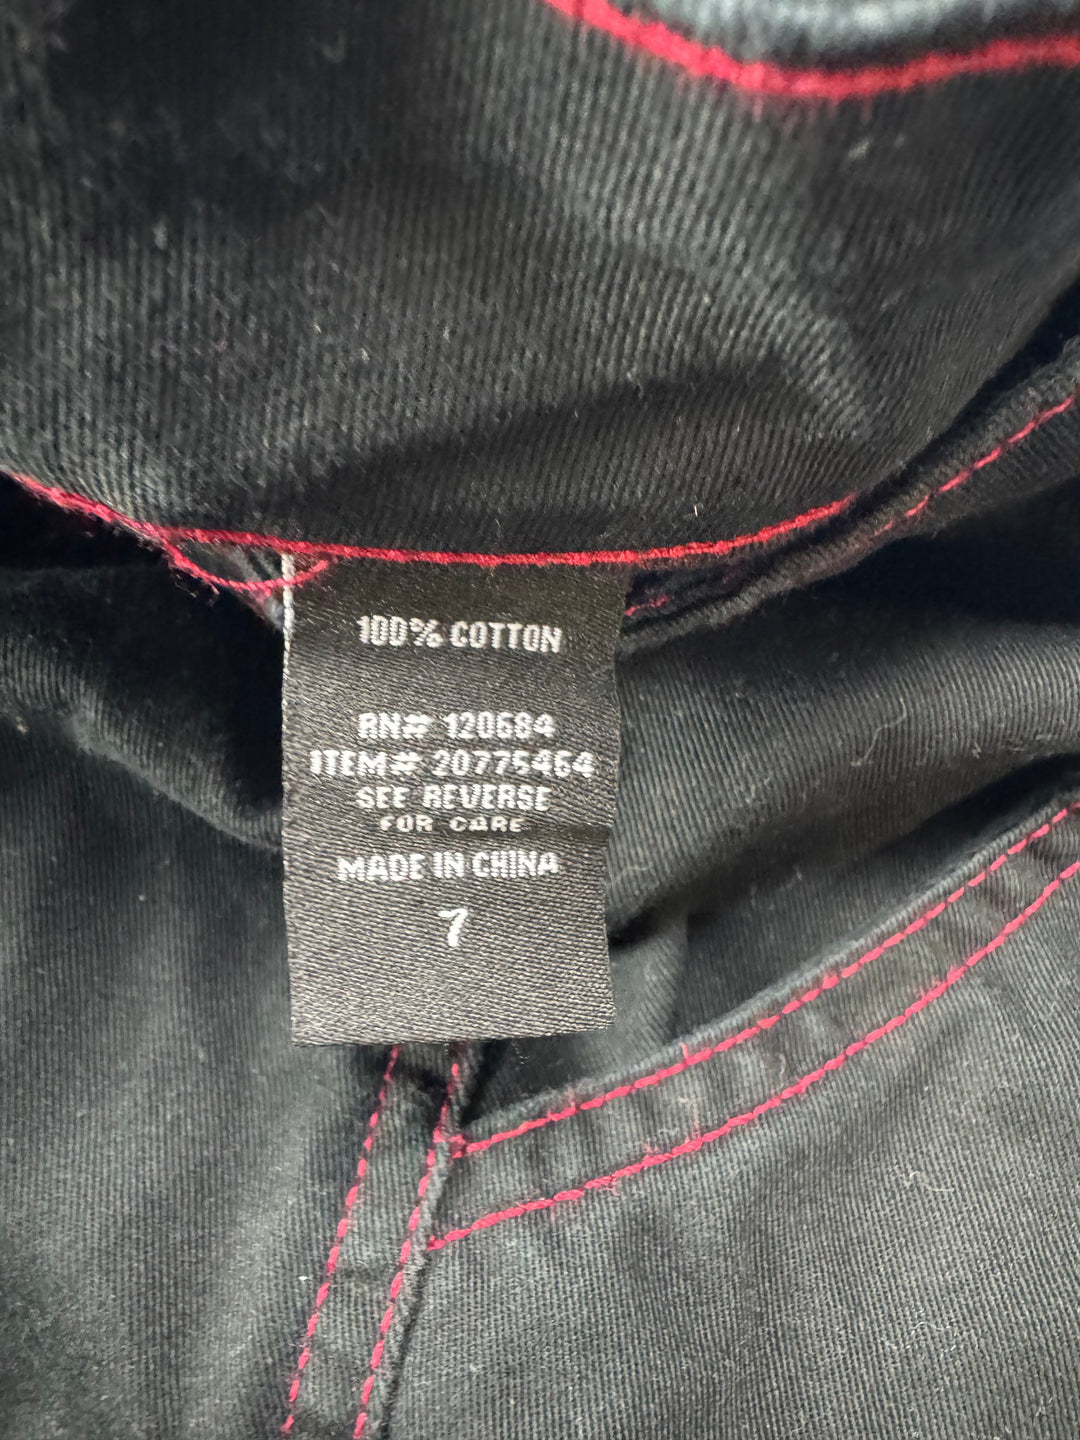 100% COTTON
RN# 120684
ITEM# 20775464
SEE REVERSE
FOR CARE
MADE IN CHINA
7